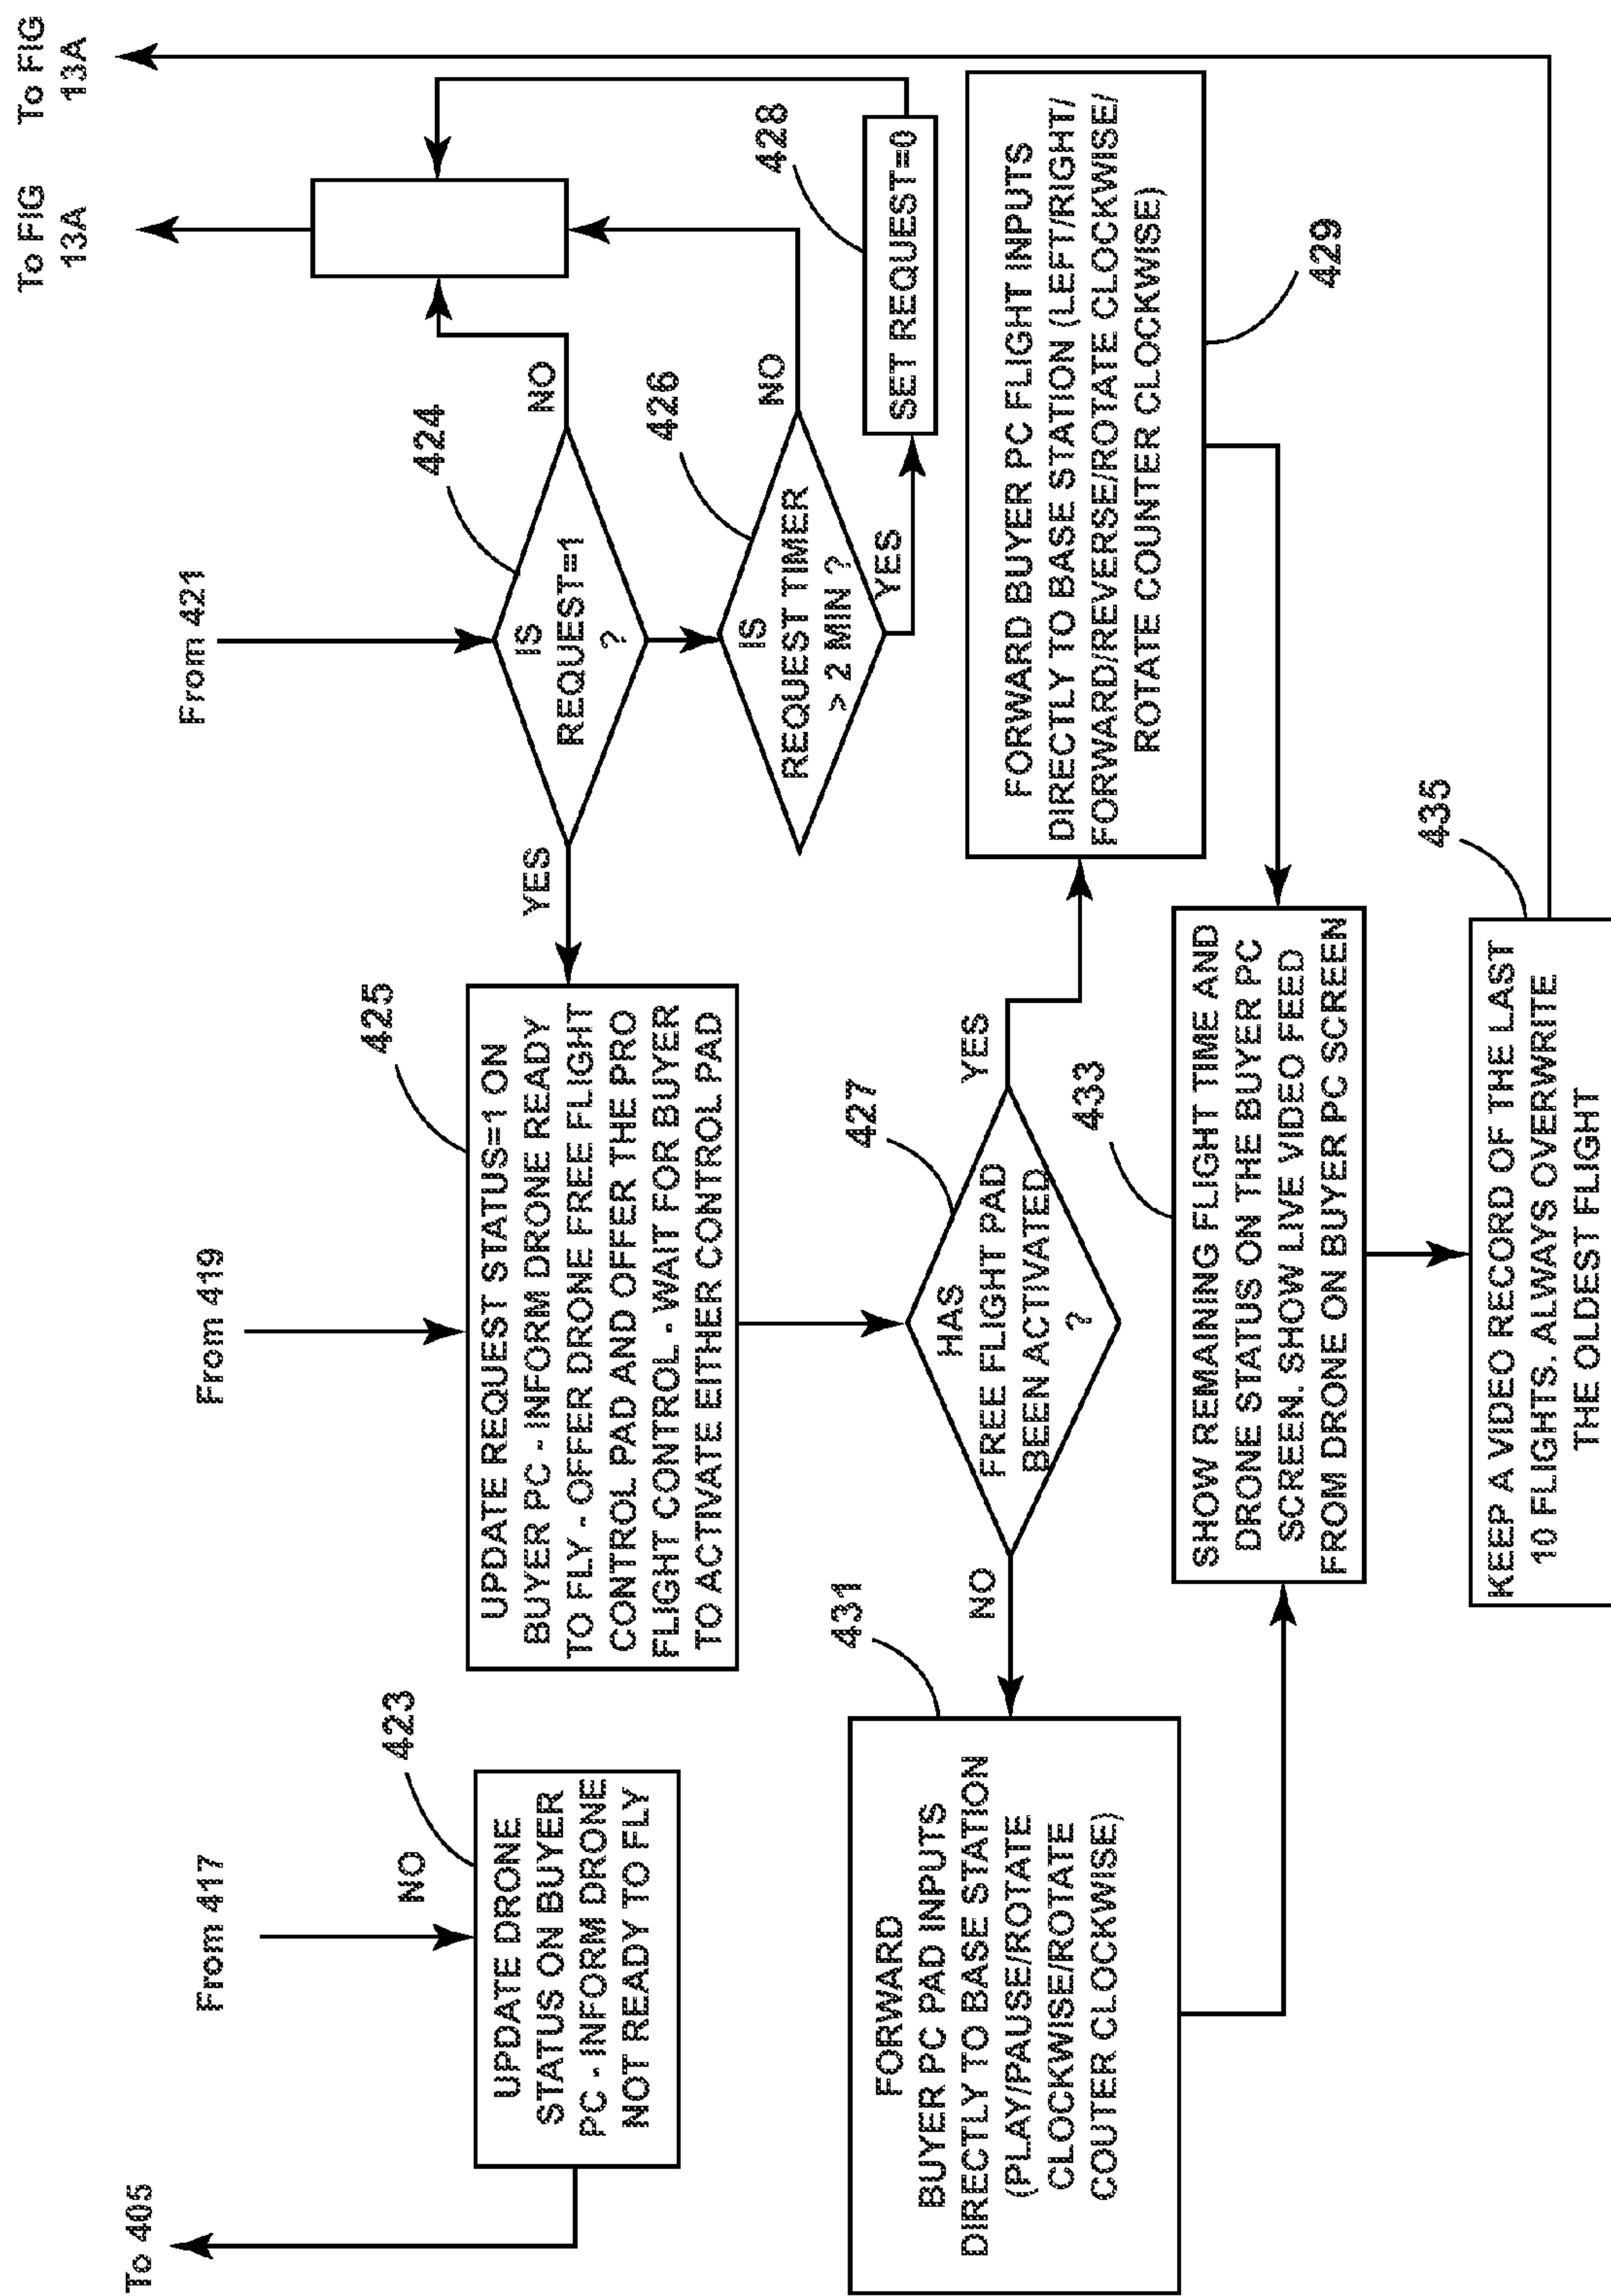 To 405
From 417
NO
423
UPDATE DRONE
STATUS ON BUYER
PC - INFORM DRONE
NOT READY TO FLY
From 419
425
UPDATE REQUEST STATUS=1 ON
BUYER PC - INFORM DRONE READY
TO FLY - OFFER DRONE FREE FLIGHT
CONTROL PAD AND OFFER THE PRO
FLIGHT CONTROL - WAIT FOR BUYER
TO ACTIVATE EITHER CONTROL PAD
From 421
424
IS
REQUEST=1
?
YES
NO
To FIG
13A
To FIG
13A
426
IS
REQUEST TIMER
> 2 MIN ?
YES
NO
428
SET REQUEST=0
427
HAS
FREE FLIGHT PAD
BEEN ACTIVATED
?
NO
YES
431
FORWARD
BUYER PC PAD INPUTS
DIRECTLY TO BASE STATION
(PLAY/PAUSE/ROTATE
CLOCKWISE/ROTATE
COUTER CLOCKWISE)
FORWARD BUYER PC FLIGHT INPUTS
DIRECTLY TO BASE STATION (LEFT/RIGHT/
FORWARD/REVERSE/ROTATE CLOCKWISE/
ROTATE COUNTER CLOCKWISE)
429
433
SHOW REMAINING FLIGHT TIME AND
DRONE STATUS ON THE BUYER PC
SCREEN. SHOW LIVE VIDEO FEED
FROM DRONE ON BUYER PC SCREEN
435
KEEP A VIDEO RECORD OF THE LAST
10 FLIGHTS. ALWAYS OVERWRITE
THE OLDEST FLIGHT